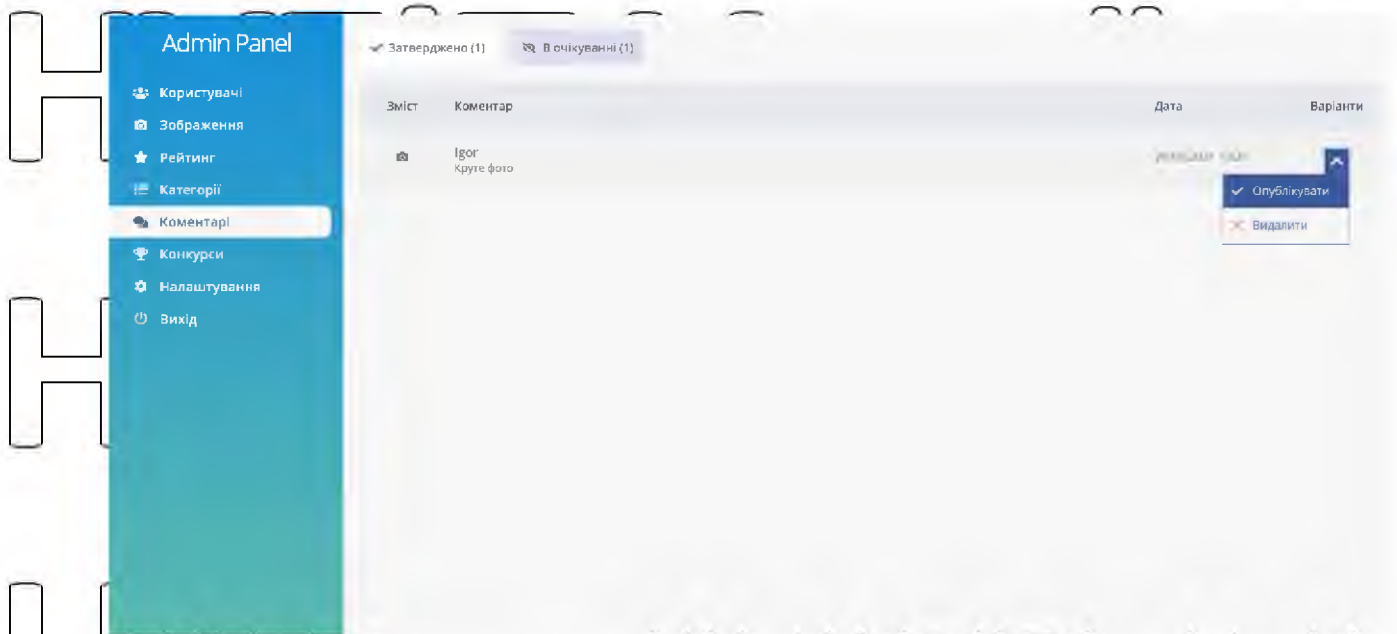 Admin Panel
Користувачі
Зображення
Рейтинг
Категорії
Коментарі
Конкурси
Налаштування
Вихід
Затверджено (1)
В очікуванні (1)
Зміст Коментар Дата Варіанти
Igor
Круте фото
Опублікувати
Видалити